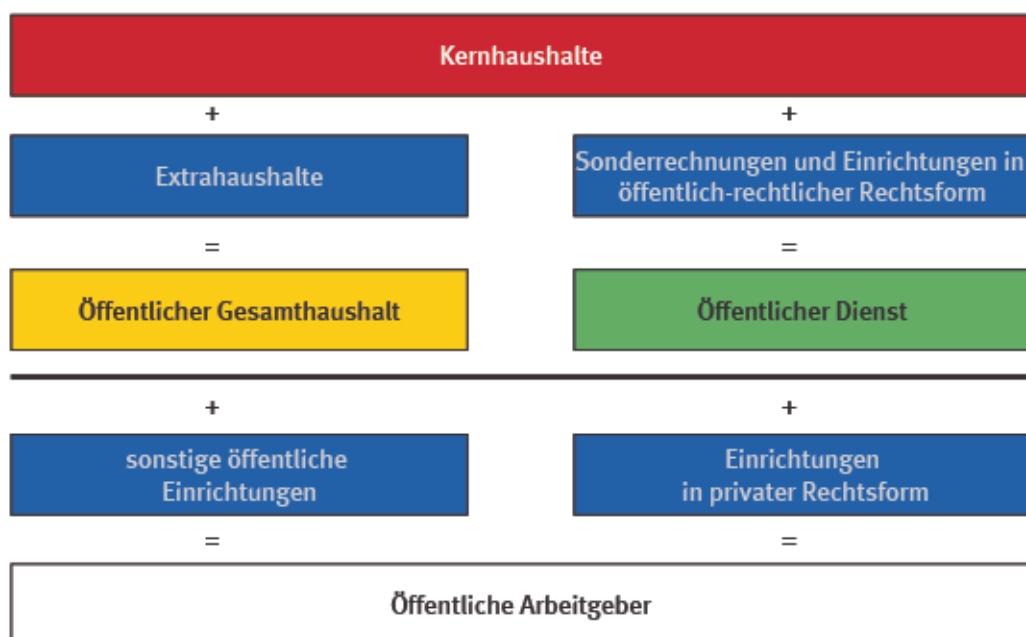 Kernhaushalte
+ +
Extrahaushalte
Sonderrechnungen und Einrichtungen in
öffentlich-rechtlicher Rechtsform
= =
Öffentlicher Gesamthaushalt
Öffentlicher Dienst
+ +
sonstige öffentliche
Einrichtungen
Einrichtungen
in privater Rechtsform
= =
Öffentliche Arbeitgeber